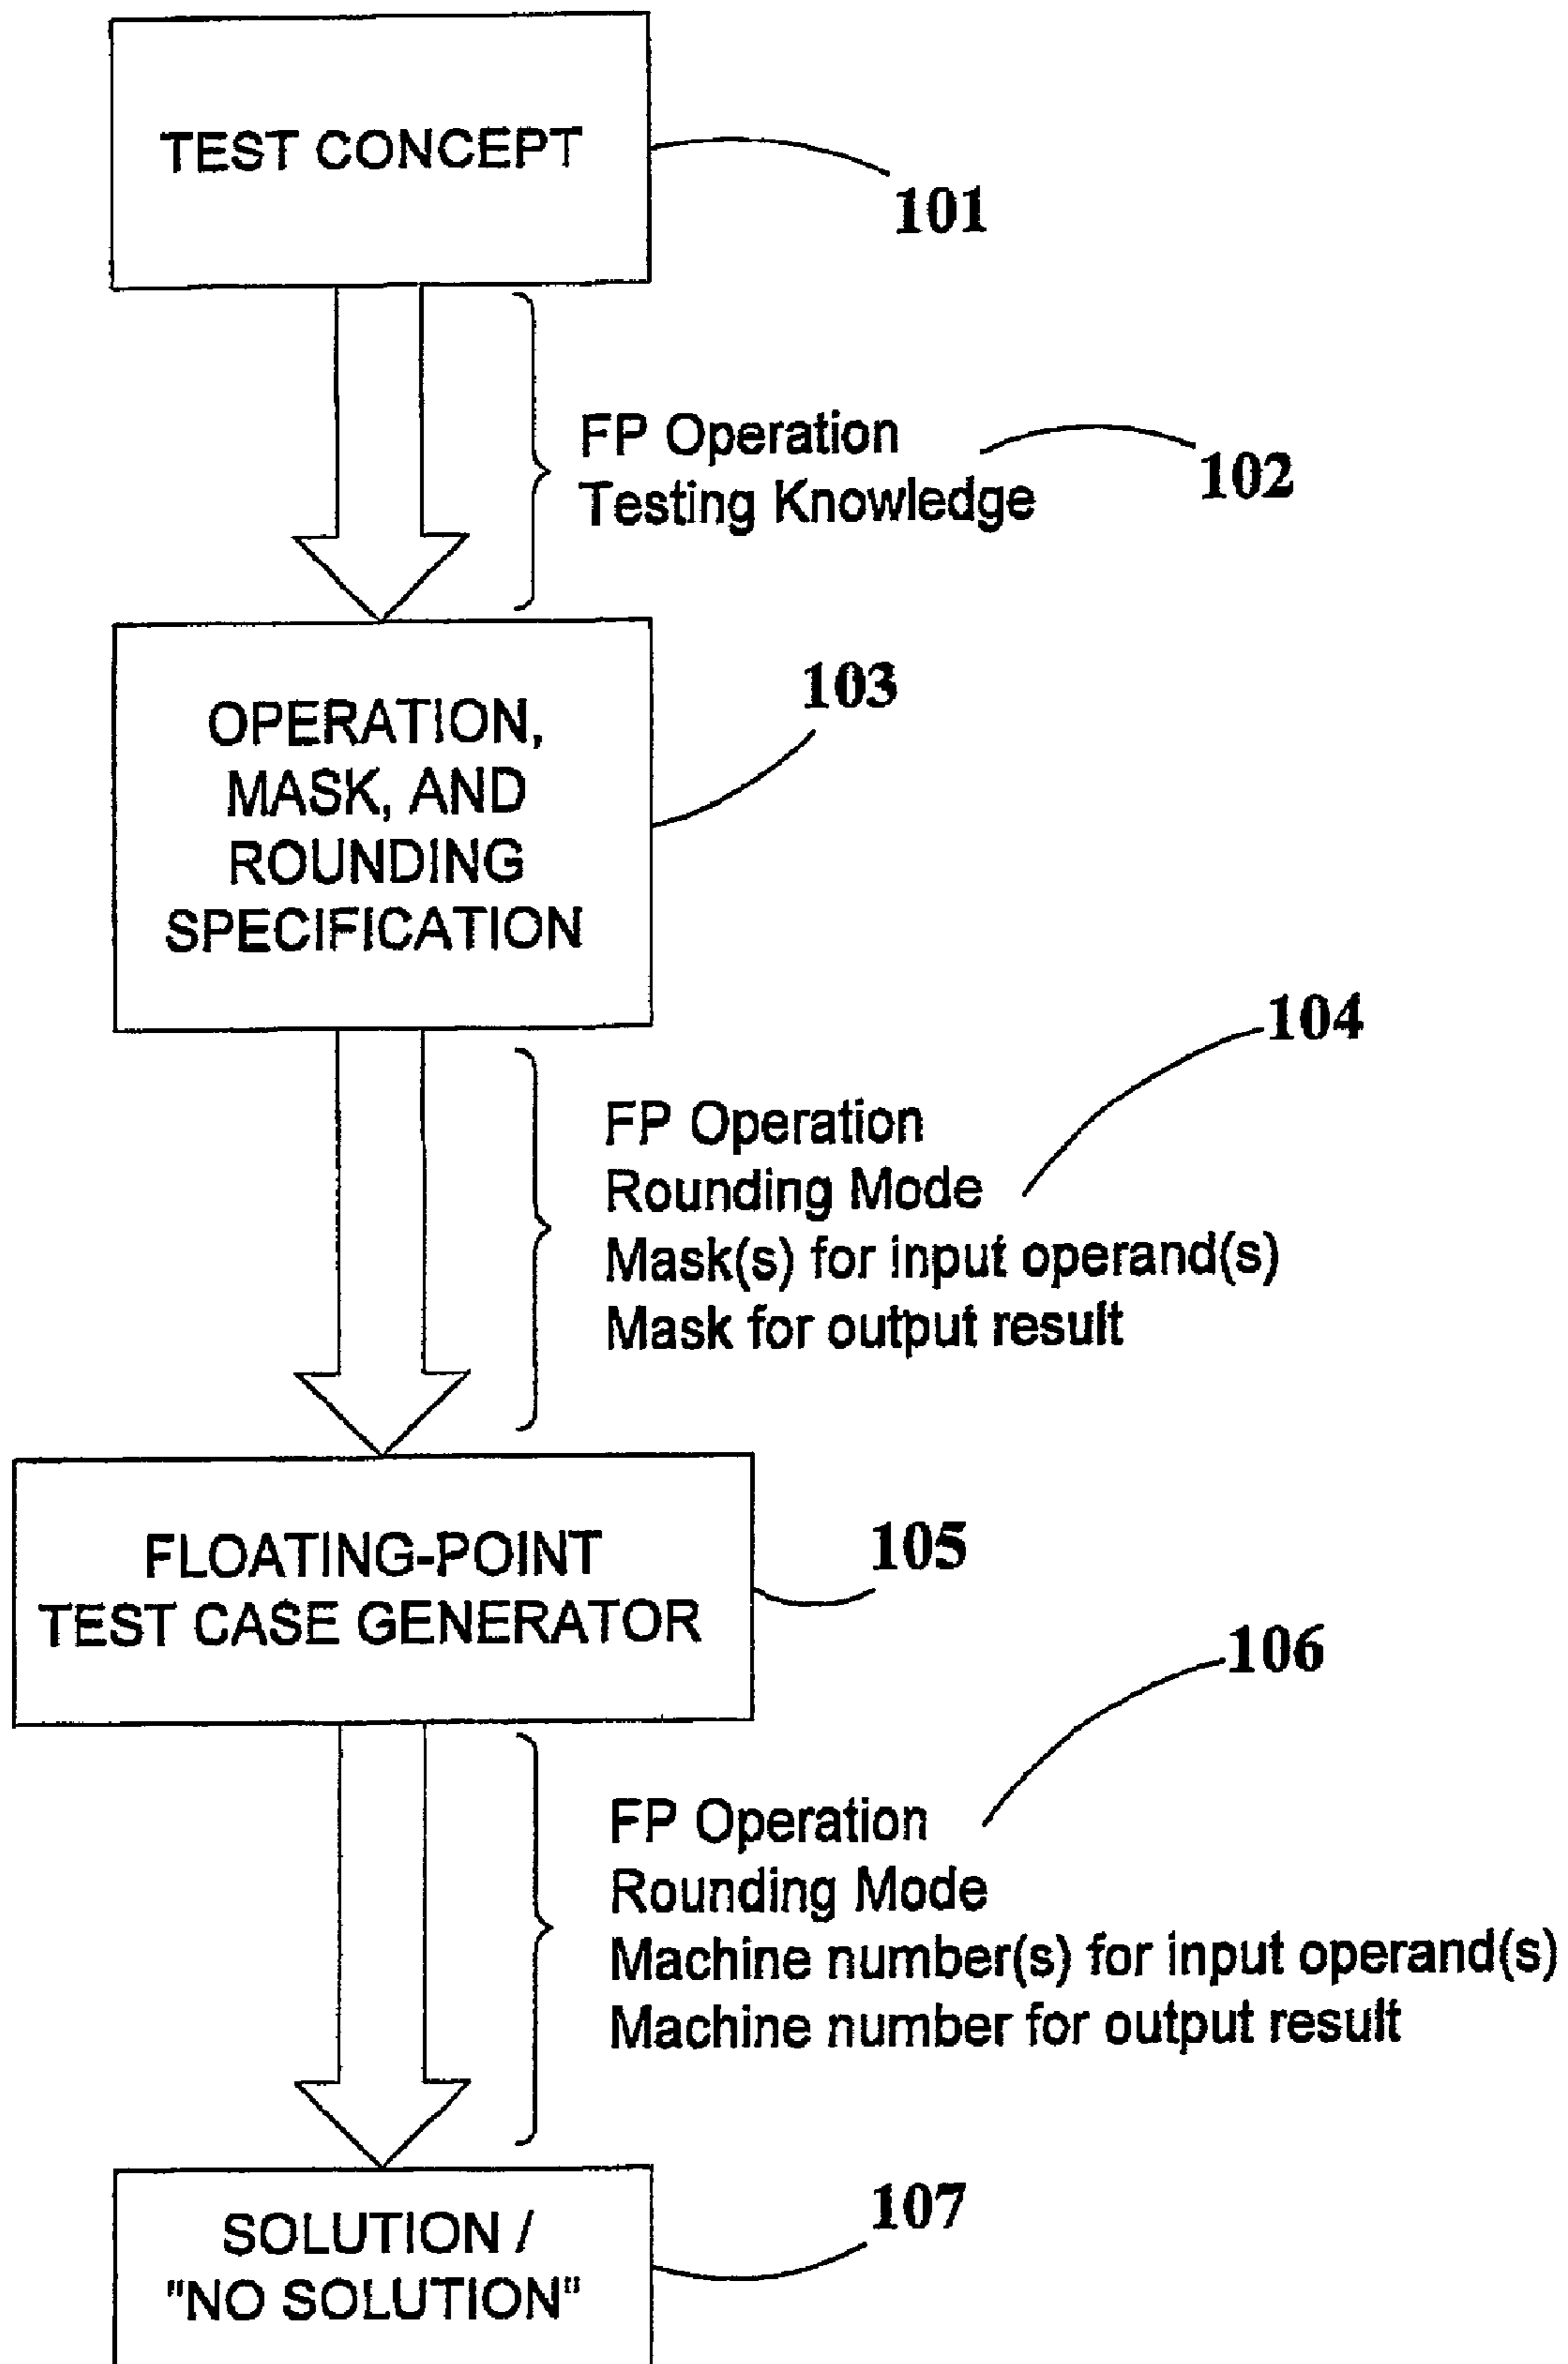 TEST CONCEPT
101
FP Operation
Testing Knowledge
102
OPERATION,
MASK, AND
ROUNDING
SPECIFICATION
103
104
FP Operation
Rounding Mode
Mask(s) for input operand(s)
Mask for output result
FLOATING-POINT
TEST CASE GENERATOR
105
106
FP Operation
Rounding Mode
Machine number(s) for input operand(s)
Machine number for output result
SOLUTION /
"NO SOLUTION"
107